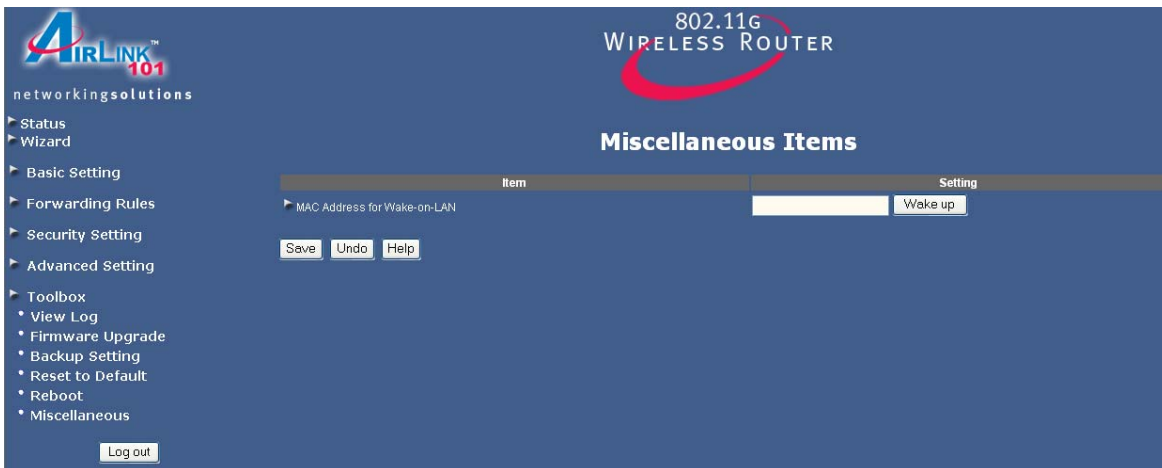 AIRLINK™
101
networkingsolutions
802.11G
WIRELESS ROUTER
Status
Wizard
Basic Setting
Forwarding Rules
Security Setting
Advanced Setting
Toolbox
• View Log
• Firmware Upgrade
• Backup Setting
• Reset to Default
• Reboot
• Miscellaneous
Log out
Miscellaneous Items
Item Setting
MAC Address for Wake-on-LAN Wake up
Save Undo Help